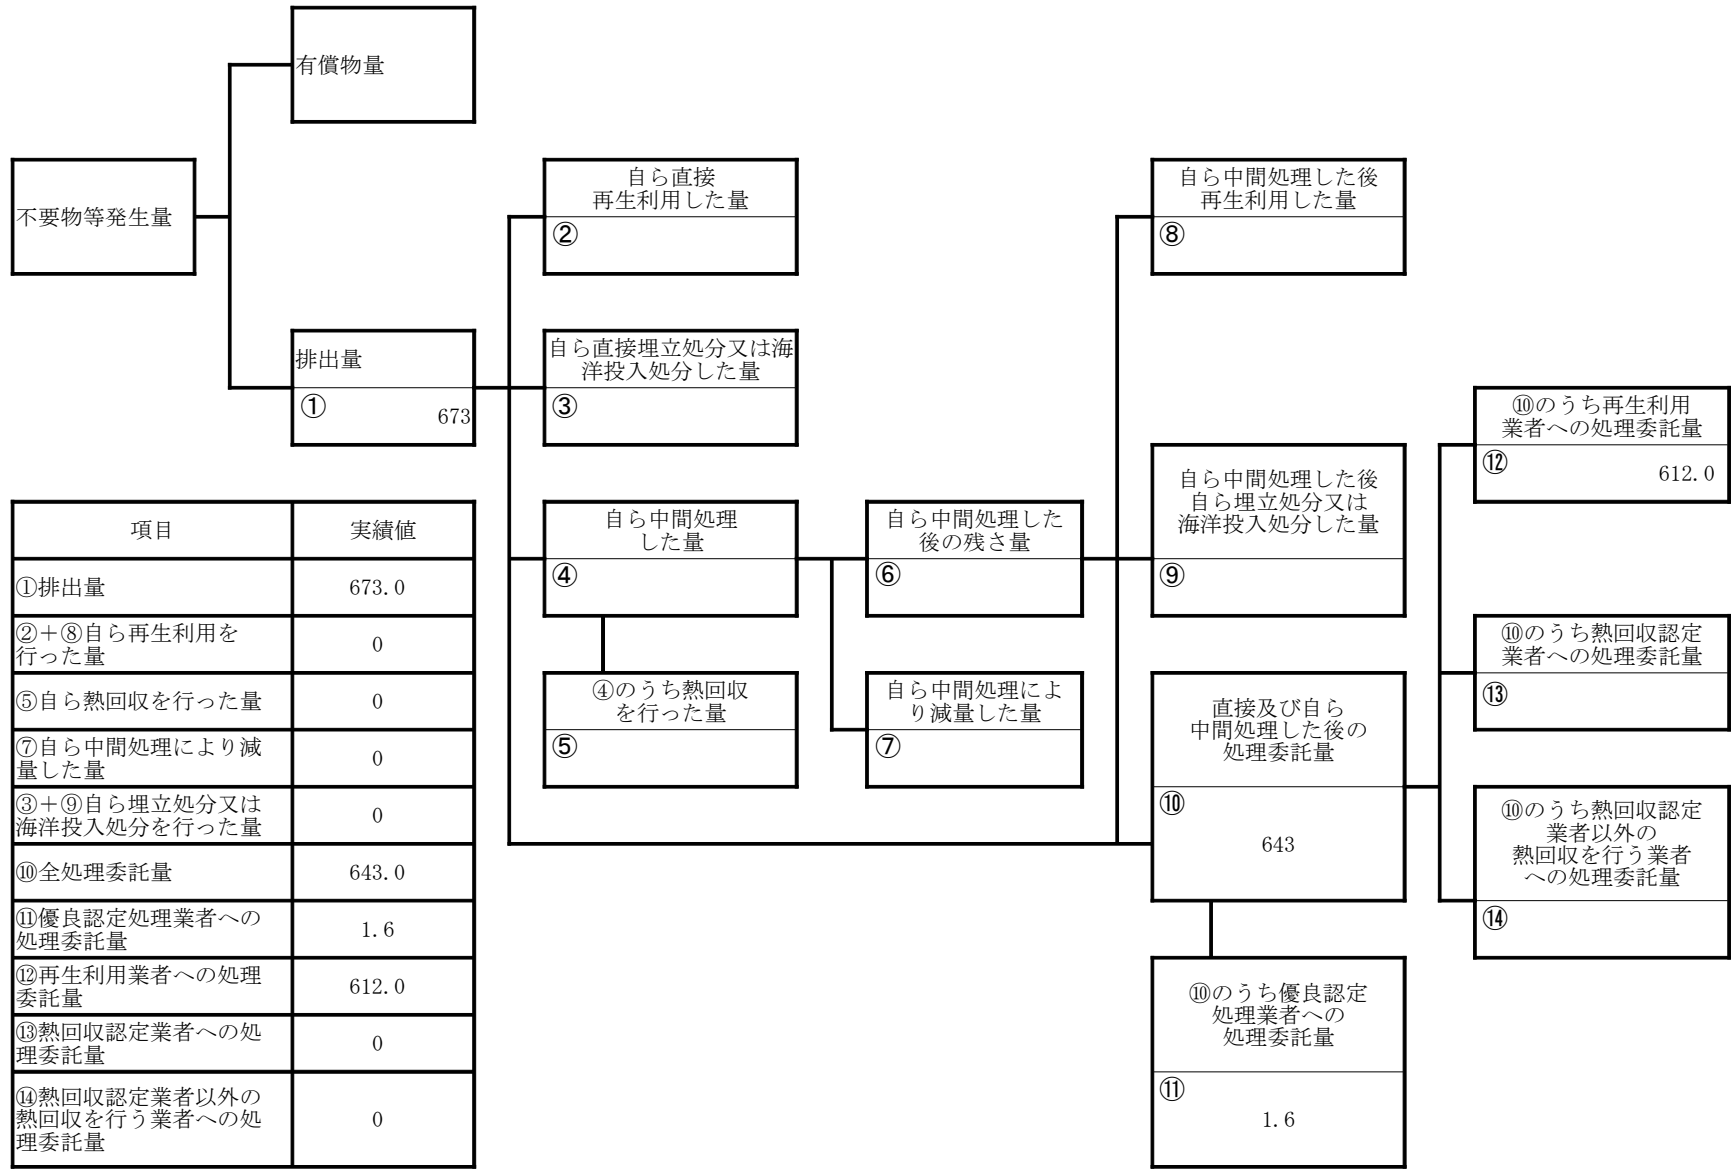 有償物量
不要物等発生量
自ら直接
再生利用した量
②
自ら中間処理した後
再生利用した量
⑧
排出量
①
673
自ら直接埋立処分又は海
洋投入処分した量
③
⑩のうち再生利用
業者への処理委託量
⑫
612.0
自ら中間処理した後
自ら埋立処分又は
海洋投入処分した量
⑨
自ら中間処理
した量
④
自ら中間処理した
後の残さ量
⑥
⑩のうち熱回収認定
業者への処理委託量
⑬
④のうち熱回収
を行った量
⑤
自ら中間処理によ
り減量した量
⑦
直接及び自ら
中間処理した後の
処理委託量
⑩
643
⑩のうち熱回収認定
業者以外の
熱回収を行う業者
への処理委託量
⑭
⑩のうち優良認定
処理業者への
処理委託量
⑪
1.6
項目 実績値
①排出量 673.0
②＋⑧自ら再生利用を
行った量 0
⑤自ら熱回収を行った量 0
⑦自ら中間処理により減
量した量 0
③＋⑨自ら埋立処分又は
海洋投入処分を行った量 0
⑩全処理委託量 643.0
⑪優良認定処理業者への
処理委託量 1.6
⑫再生利用業者への処理
委託量 612.0
⑬熱回収認定業者への処
理委託量 0
⑭熱回収認定業者以外の
熱回収を行う業者への処
理委託量 0